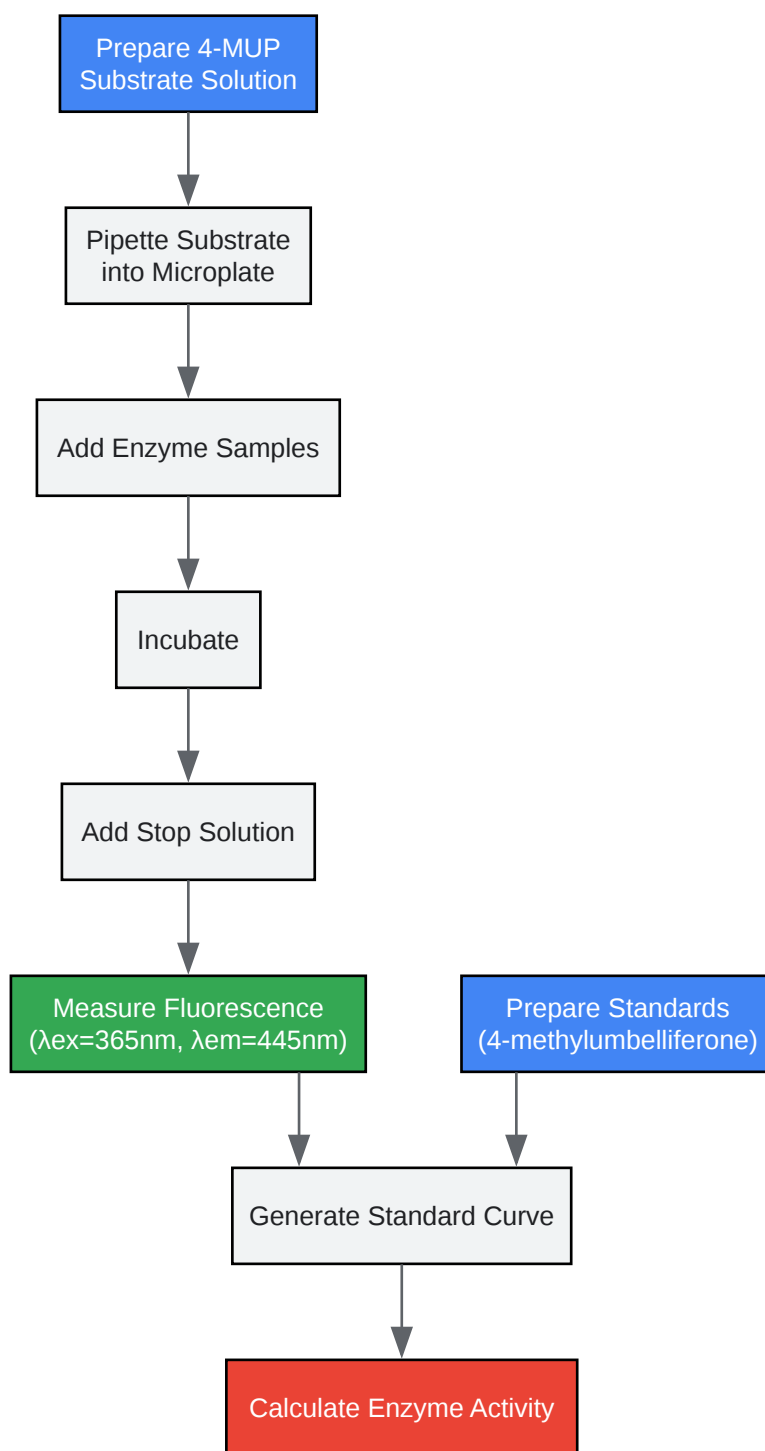 Prepare 4-MUP
Substrate Solution
Pipette Substrate
into Microplate
Add Enzyme Samples
Incubate
Add Stop Solution
Measure Fluorescence
(λex=365nm, λem=445nm)
Prepare Standards
(4-methylumbelliferone)
Generate Standard Curve
Calculate Enzyme Activity